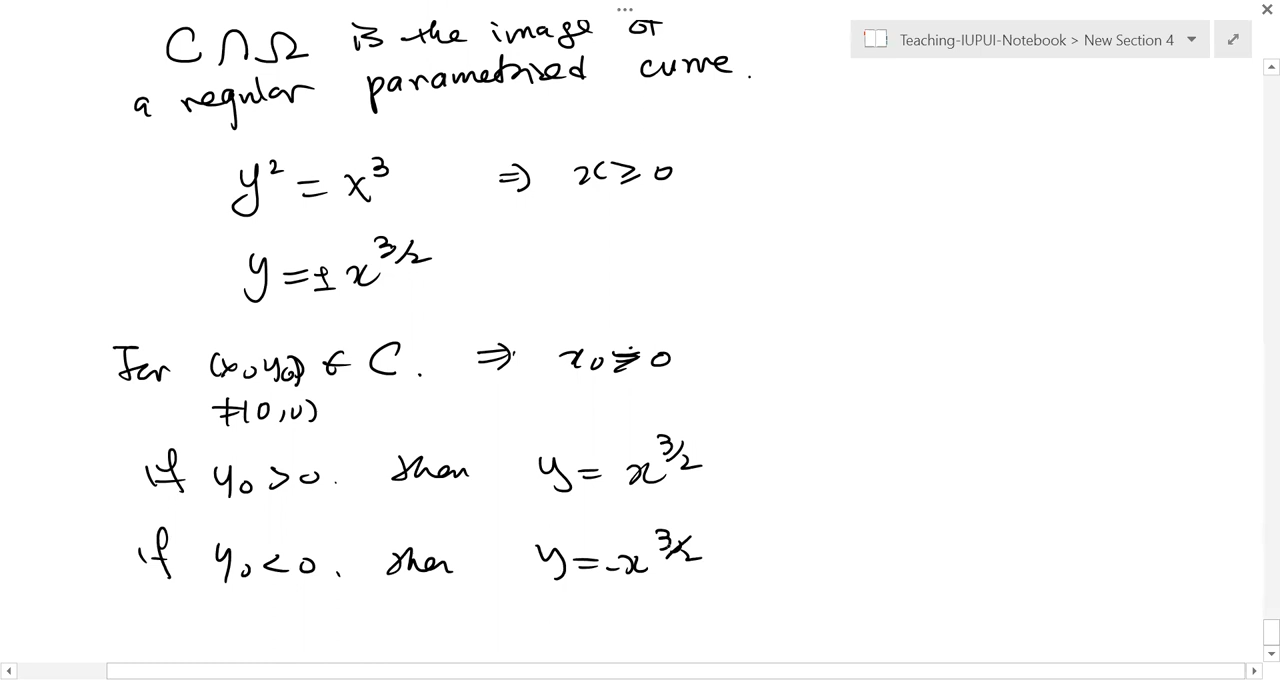 Teaching-IUPUI-Notebook > New Section 4
C ∩ Ω is the image of
a regular parametrized curve.
y² = x³ ⇒ x ≥ 0
y = ± x^3/2
For (x0, y0) ∈ C. ⇒ x0 ≠ 0
≠ (0,0)
if y0 > 0. then y = x^3/2
if y0 < 0. then y = -x^3/2